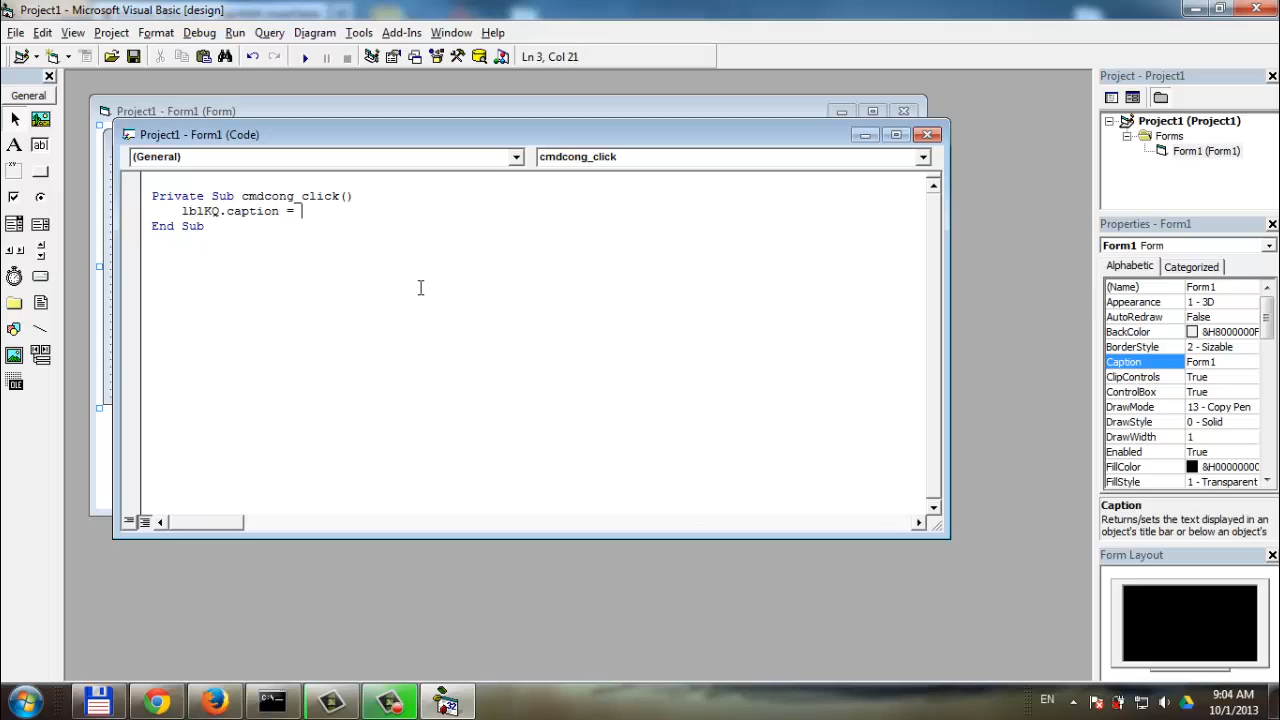 Project1 - Microsoft Visual Basic [design]
File Edit View Project Format Debug Run Query Diagram Tools Add-Ins Window Help
Ln 3, Col 21
General
Project1 - Form1 (Form)
Project1 - Form1 (Code)
(General)
cmdcong_click
Private Sub cmdcong_click()
lblKQ.caption =
End Sub
Project - Project1
Project1 (Project1)
Forms
Form1 (Form1)
Properties - Form1
Form1 Form
Alphabetic Categorized
(Name) Form1
Appearance 1 - 3D
AutoRedraw False
BackColor &H8000000F
BorderStyle 2 - Sizable
Caption Form1
ClipControls True
ControlBox True
DrawMode 13 - Copy Pen
DrawStyle 0 - Solid
DrawWidth 1
Enabled True
FillColor &H0000000
FillStyle 1 - Transparent
Caption
Returns/sets the text displayed in an
object's title bar or below an object's
Form Layout
OLE
32
EN
9:04 AM
10/1/2013